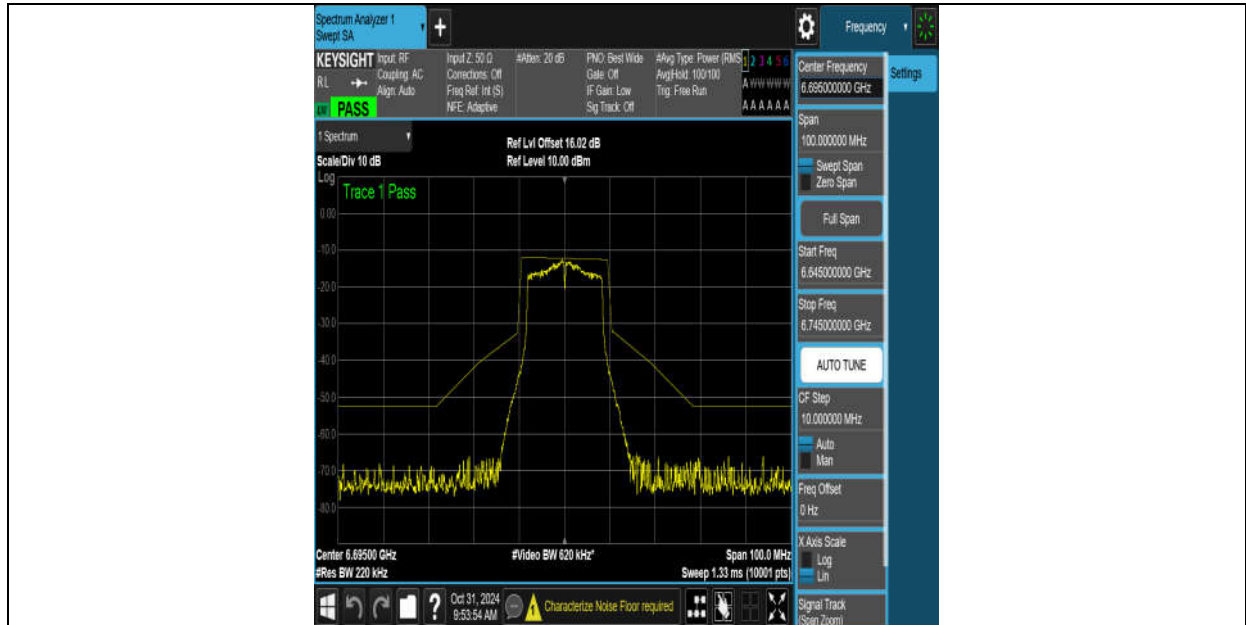 Spectrum Analyzer 1
Swept SA
+
Frequency
KEYSIGHT
Input: RF
Coupling: AC
Align: Auto
Input Z: 50 Ω
Corrections: Off
Freq Ref: Int (S)
NFE: Adaptive
#Atten: 20 dB
PNO: Best Wide
Gate: Off
IF Gain: Low
Sig Track: Off
#Avg Type: Power (RMS
Avg|Hold: 100/100
Trig: Free Run
1 2 3 4 5 6
A W W W W W
A A A A A A
RL
PASS
1 Spectrum
Scale/Div 10 dB
Log
Ref Lvl Offset 16.02 dB
Ref Level 10.00 dBm
Trace 1 Pass
0.00
-10.0
-20.0
-30.0
-40.0
-50.0
-60.0
-70.0
-80.0
Center 6.69500 GHz
#Res BW 220 kHz
#Video BW 620 kHz*
Span 100.0 MHz
Sweep 1.33 ms (10001 pts)
?
Oct 31, 2024
9:53:54 AM
Characterize Noise Floor required
Center Frequency
6.695000000 GHz
Settings
Span
100.000000 MHz
Swept Span
Zero Span
Full Span
Start Freq
6.645000000 GHz
Stop Freq
6.745000000 GHz
AUTO TUNE
CF Step
10.000000 MHz
Auto
Man
Freq Offset
0 Hz
X Axis Scale
Log
Lin
Signal Track
(Span Zoom)